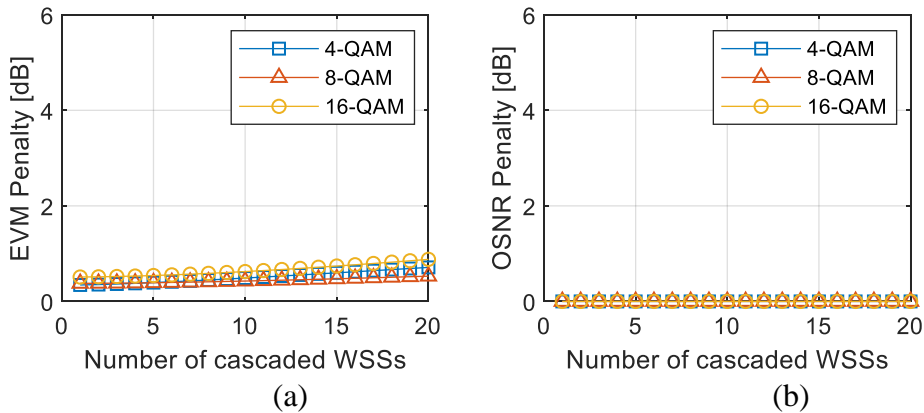 EVM Penalty [dB]
6
4
2
0
4-QAM
8-QAM
16-QAM
0 5 10 15 20
Number of cascaded WSSs
(a)
OSNR Penalty [dB]
6
4
2
0
4-QAM
8-QAM
16-QAM
0 5 10 15 20
Number of cascaded WSSs
(b)